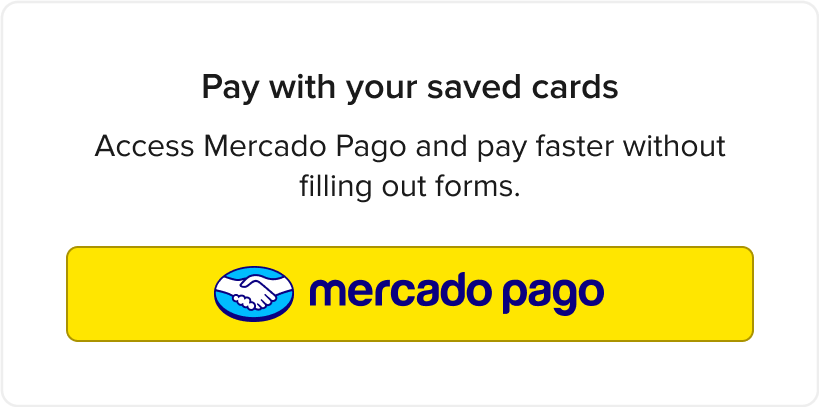 Pay with your saved cards
Access Mercado Pago and pay faster without
filling out forms.
mercado pago